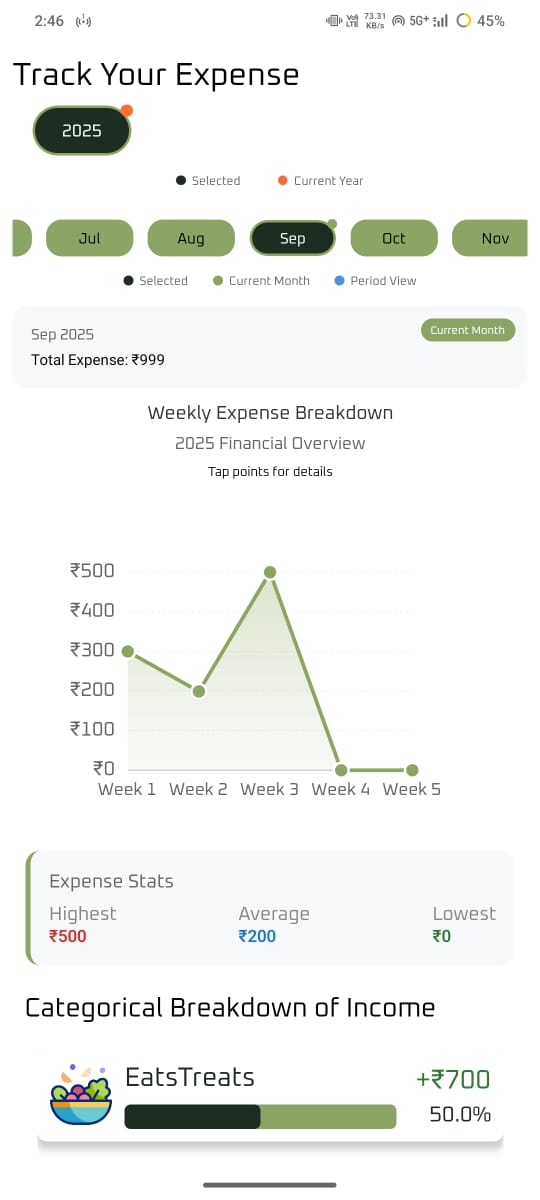 2:46 Vo) LTE 73.31 KB/s 5G+ 45%
Track Your Expense
2025
Selected Current Year
Jul Aug Sep Oct Nov
Selected Current Month Period View
Sep 2025 Current Month
Total Expense: ₹999
Weekly Expense Breakdown
2025 Financial Overview
Tap points for details
₹500
₹400
₹300
₹200
₹100
₹0
Week 1 Week 2 Week 3 Week 4 Week 5
Expense Stats
Highest Average Lowest
₹500 ₹200 ₹0
Categorical Breakdown of Income
EatsTreats +₹700
50.0%